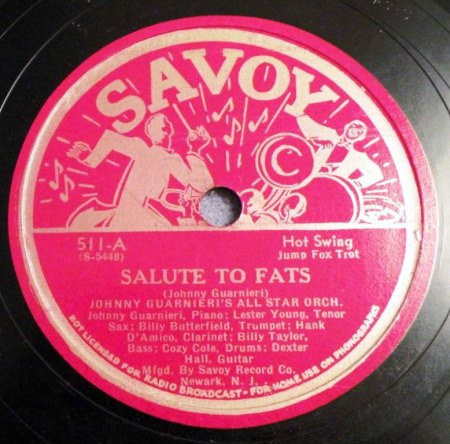 SAVOY
C
511-A
(S-5448)
Hot Swing
Jump Fox Trot
SALUTE TO FATS
(Johnny Guarnieri)
JOHNNY GUARNIERI'S ALL STAR ORCH.
Johnny Guarnieri, Piano; Lester Young, Tenor
Sax; Billy Butterfield, Trumpet; Hank
D'Amico, Clarinet; Billy Taylor,
Bass; Cozy Cole, Drums; Dexter
Hall, Guitar
Mfgd. By Savoy Record Co.
Newark, N. J.
NOT LICENSED FOR RADIO BROADCAST - FOR HOME USE ON PHONOGRAPHS